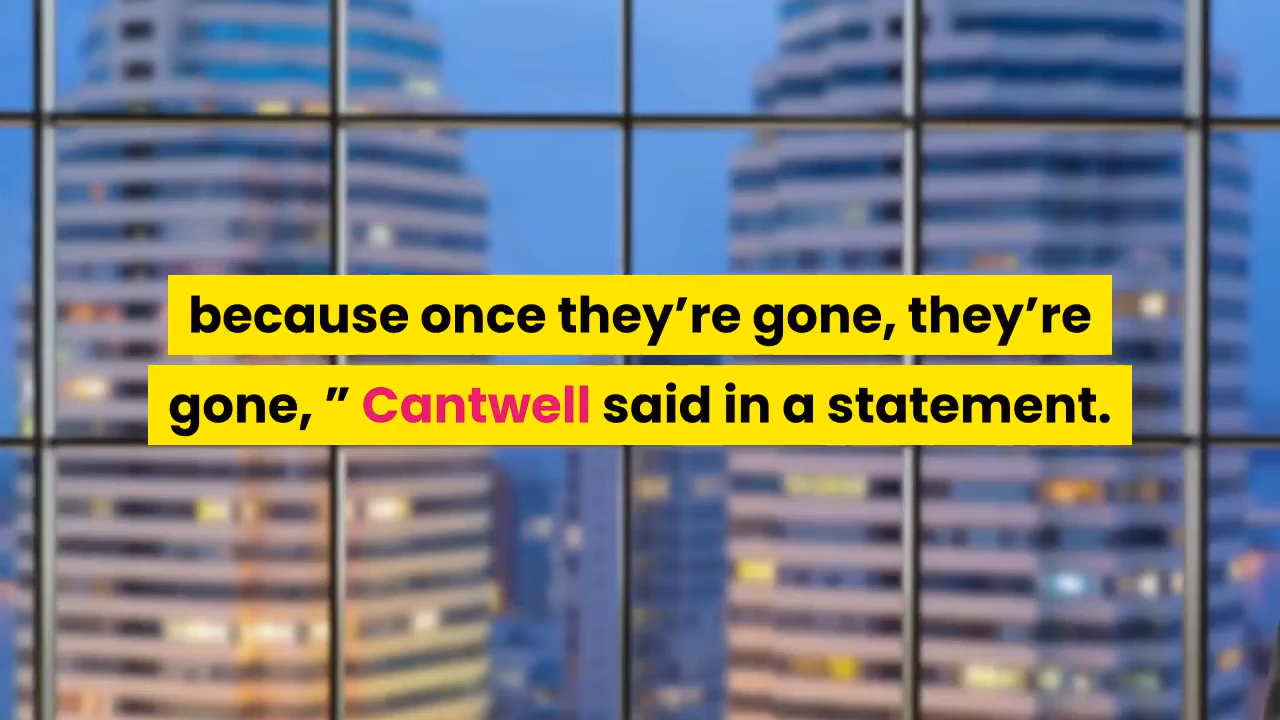 because once they’re gone, they’re
gone, ” Cantwell said in a statement.